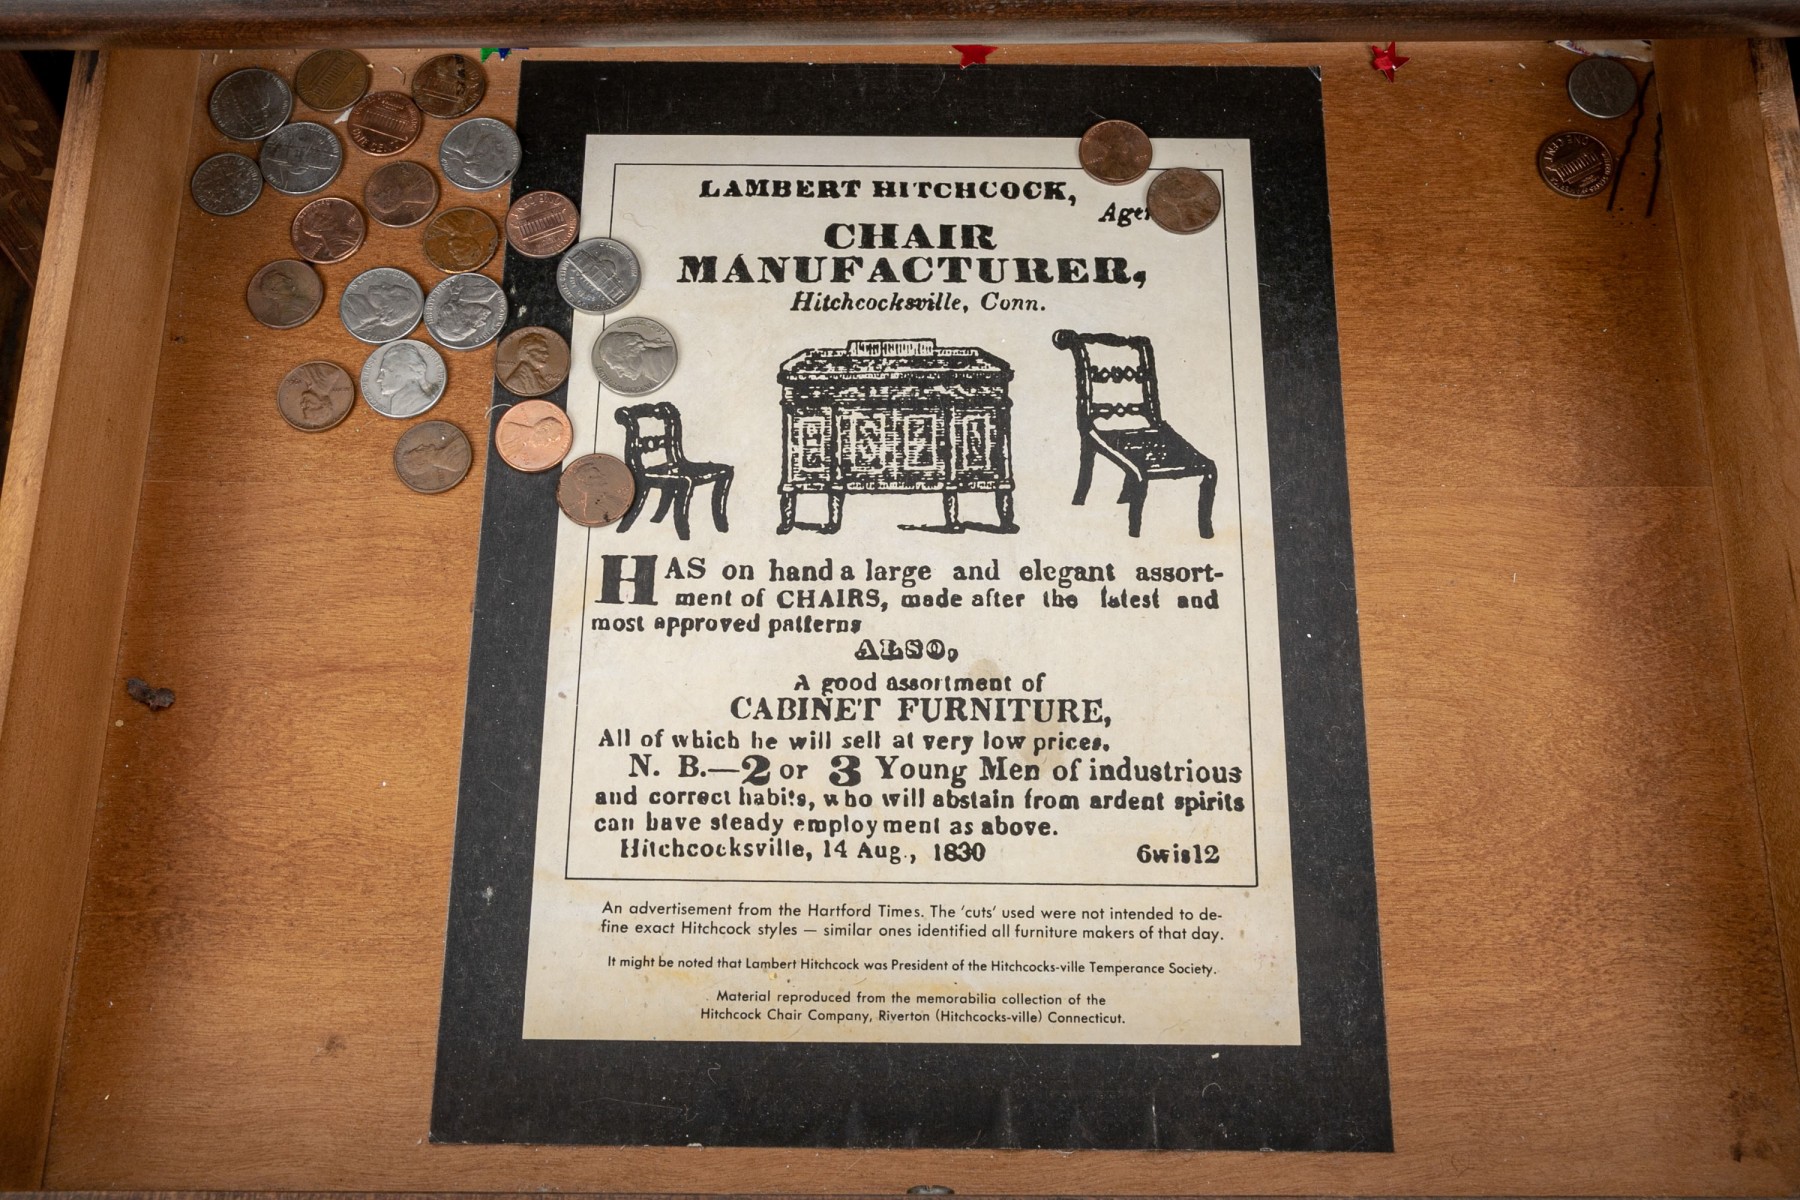 LAMBERT HITCHCOCK,
CHAIR
MANUFACTURER,
Hitchcocksville, Conn.
HAS on hand a large and elegant assort-
ment of CHAIRS, made after the latest and
most approved patterns
ALSO,
A good assortment of
CABINET FURNITURE,
All of which he will sell at very low prices.
N. B.—2 or 3 Young Men of industrious
and correct habits, who will abstain from ardent spirits
can have steady employment as above.
Hitchcocksville, 14 Aug., 1830 6wis12
An advertisement from the Hartford Times. The 'cuts' used were not intended to de-
fine exact Hitchcock styles — similar ones identified all furniture makers of that day.
It might be noted that Lambert Hitchcock was President of the Hitchcocks-ville Temperance Society.
Material reproduced from the memorabilia collection of the
Hitchcock Chair Company, Riverton (Hitchcocks-ville) Connecticut.
ONE CENT